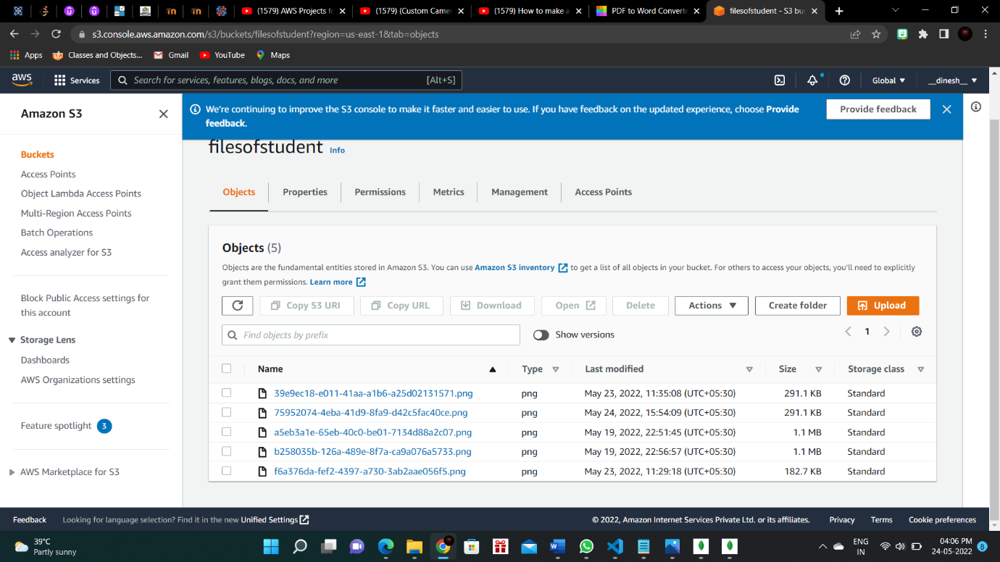 (1579) AWS Projects fo
(1579) (Custom Came
(1579) How to make a
PDF to Word Converte
filesofstudent - S3 bu
s3.console.aws.amazon.com/s3/buckets/filesofstudent?region=us-east-1&tab=objects
Apps Classes and Objects... Gmail YouTube Maps
aws Services Search for services, features, blogs, docs, and more [Alt+S] Global ▼ __dinesh__ ▼
Amazon S3
Buckets
Access Points
Object Lambda Access Points
Multi-Region Access Points
Batch Operations
Access analyzer for S3
Block Public Access settings for
this account
Storage Lens
Dashboards
AWS Organizations settings
Feature spotlight 3
AWS Marketplace for S3
We're continuing to improve the S3 console to make it faster and easier to use. If you have feedback on the updated experience, choose Provide
feedback.
Provide feedback
filesofstudent Info
Objects Properties Permissions Metrics Management Access Points
Objects (5)
Objects are the fundamental entities stored in Amazon S3. You can use Amazon S3 inventory to get a list of all objects in your bucket. For others to access your objects, you'll need to explicitly
grant them permissions. Learn more
Copy S3 URI Copy URL Download Open Delete Actions ▼ Create folder Upload
Find objects by prefix Show versions 1
Name Type Last modified Size Storage class
39e9ec18-e011-41aa-a1b6-a25d02131571.png png May 23, 2022, 11:35:08 (UTC+05:30) 291.1 KB Standard
75952074-4eba-41d9-8fa9-d42c5fac40ce.png png May 24, 2022, 15:54:09 (UTC+05:30) 291.1 KB Standard
a5eb3a1e-65eb-40c0-be01-7134d88a2c07.png png May 19, 2022, 22:51:45 (UTC+05:30) 1.1 MB Standard
b258035b-126a-489e-8f7a-ca9a076a5733.png png May 19, 2022, 22:56:57 (UTC+05:30) 1.1 MB Standard
f6a376da-fef2-4397-a730-3ab2aae056f5.png png May 23, 2022, 11:29:18 (UTC+05:30) 182.7 KB Standard
Feedback Looking for language selection? Find it in the new Unified Settings © 2022, Amazon Internet Services Private Ltd. or its affiliates. Privacy Terms Cookie preferences
39°C
Partly sunny
ENG
IN
04:06 PM
24-05-2022
8